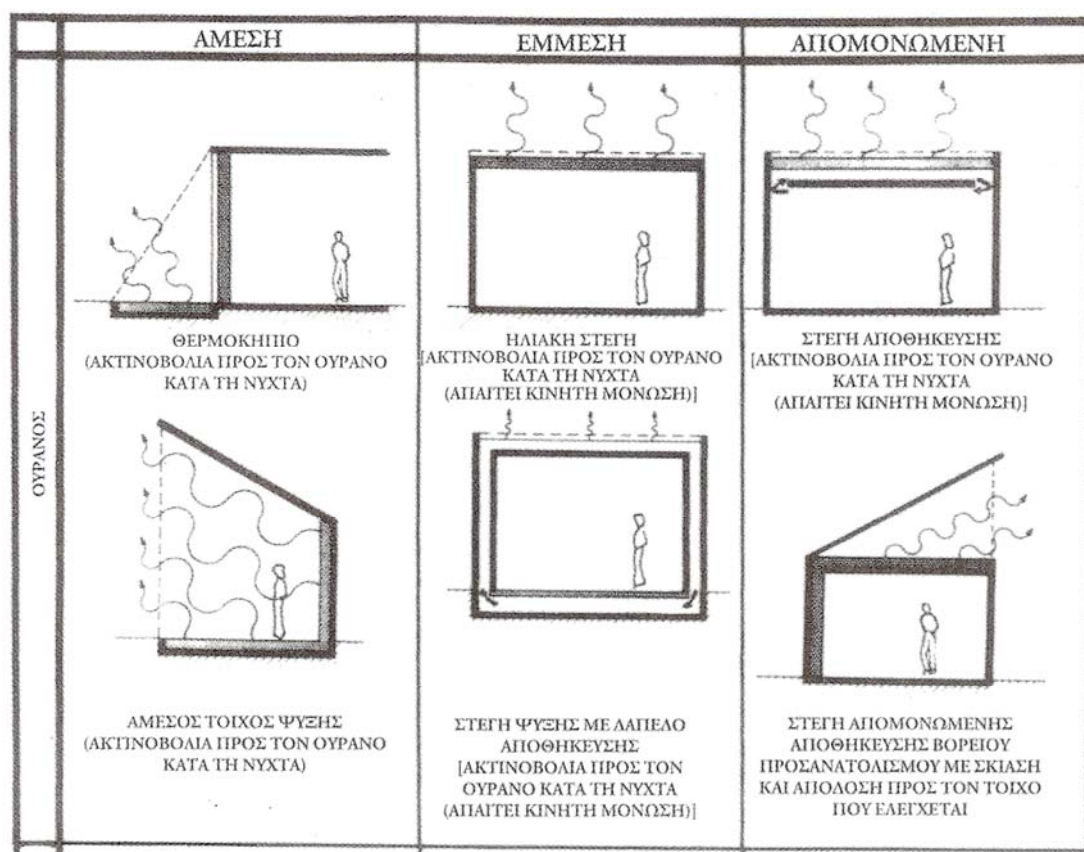 ΑΜΕΣΗ
ΕΜΜΕΣΗ
ΑΠΟΜΟΝΩΜΕΝΗ
ΟΥΡΑΝΟΣ
ΘΕΡΜΟΚΗΠΙΟ
(ΑΚΤΙΝΟΒΟΛΙΑ ΠΡΟΣ ΤΟΝ ΟΥΡΑΝΟ
ΚΑΤΑ ΤΗ ΝΥΧΤΑ)
ΗΛΙΑΚΗ ΣΤΕΓΗ
[ΑΚΤΙΝΟΒΟΛΙΑ ΠΡΟΣ ΤΟΝ ΟΥΡΑΝΟ
ΚΑΤΑ ΤΗ ΝΥΧΤΑ
(ΑΠΑΙΤΕΙ ΚΙΝΗΤΗ ΜΟΝΩΣΗ)]
ΣΤΕΓΗ ΑΠΟΘΗΚΕΥΣΗΣ
[ΑΚΤΙΝΟΒΟΛΙΑ ΠΡΟΣ ΤΟΝ ΟΥΡΑΝΟ
ΚΑΤΑ ΤΗ ΝΥΧΤΑ
(ΑΠΑΙΤΕΙ ΚΙΝΗΤΗ ΜΟΝΩΣΗ)]
ΑΜΕΣΟΣ ΤΟΙΧΟΣ ΨΥΞΗΣ
(ΑΚΤΙΝΟΒΟΛΙΑ ΠΡΟΣ ΤΟΝ ΟΥΡΑΝΟ
ΚΑΤΑ ΤΗ ΝΥΧΤΑ)
ΣΤΕΓΗ ΨΥΞΗΣ ΜΕ ΔΑΠΕΔΟ
ΑΠΟΘΗΚΕΥΣΗΣ
[ΑΚΤΙΝΟΒΟΛΙΑ ΠΡΟΣ ΤΟΝ
ΟΥΡΑΝΟ ΚΑΤΑ ΤΗ ΝΥΧΤΑ
(ΑΠΑΙΤΕΙ ΚΙΝΗΤΗ ΜΟΝΩΣΗ)]
ΣΤΕΓΗ ΑΠΟΜΟΝΩΜΕΝΗΣ
ΑΠΟΘΗΚΕΥΣΗΣ ΒΟΡΕΙΟΥ
ΠΡΟΣΑΝΑΤΟΛΙΣΜΟΥ ΜΕ ΣΚΙΑΣΗ
ΚΑΙ ΑΠΟΔΟΣΗ ΠΡΟΣ ΤΟΝ ΤΟΙΧΟ
ΠΟΥ ΕΛΕΓΧΕΤΑΙ